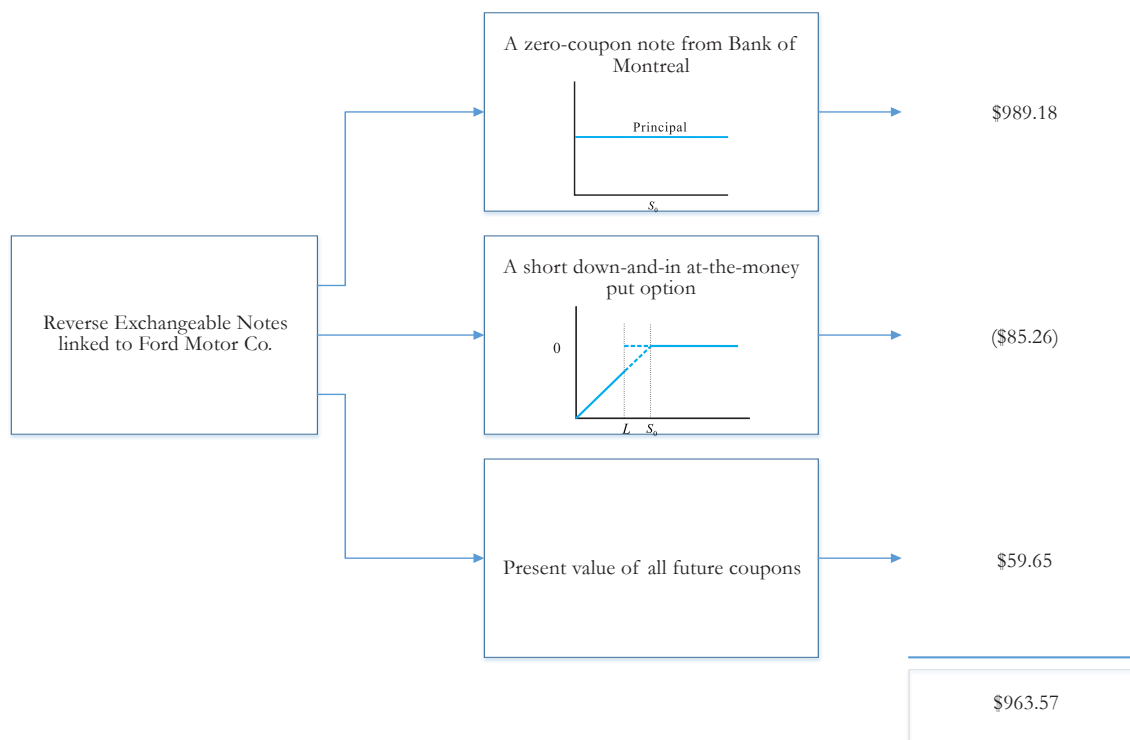 A zero-coupon note from Bank of
Montreal
Principal
S₀
$989.18
Reverse Exchangeable Notes
linked to Ford Motor Co.
A short down-and-in at-the-money
put option
0
L S₀
($85.26)
Present value of all future coupons
$59.65
$963.57